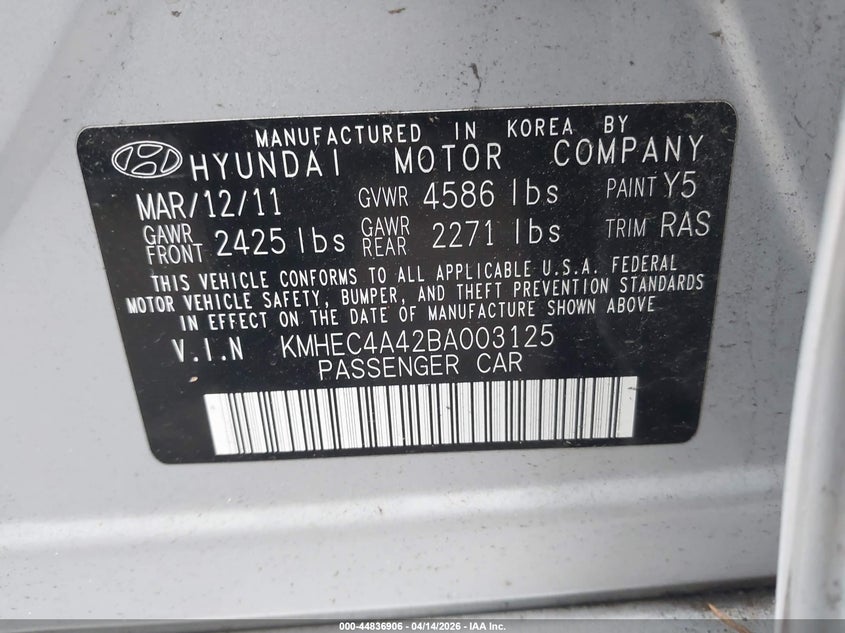 MANUFACTURED IN KOREA BY
HYUNDAI MOTOR COMPANY
MAR/12/11 GVWR 4586 lbs PAINT Y5
GAWR FRONT 2425 lbs GAWR REAR 2271 lbs TRIM RAS
THIS VEHICLE CONFORMS TO ALL APPLICABLE U.S.A. FEDERAL
MOTOR VEHICLE SAFETY, BUMPER, AND THEFT PREVENTION STANDARDS
IN EFFECT ON THE DATE OF MANUFACTURE SHOWN ABOVE
V.I.N KMHEC4A42BA003125
PASSENGER CAR
000-44836906 - 04/14/2026 - IAA Inc.